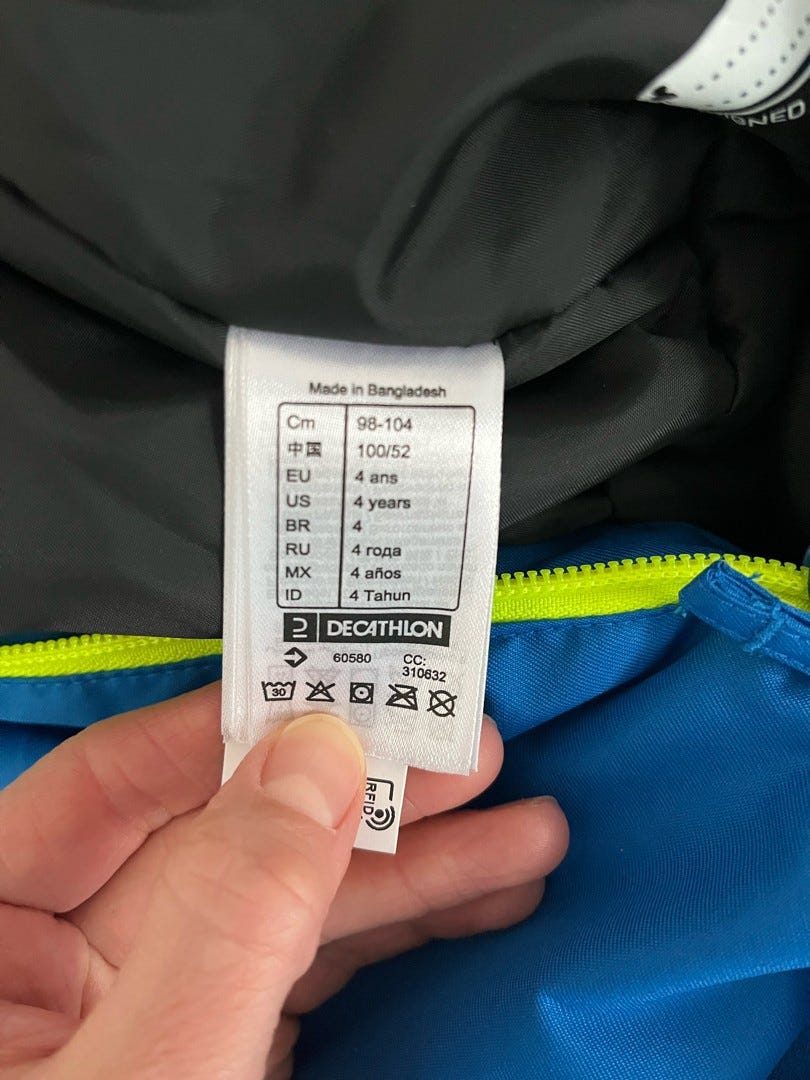 Made in Bangladesh
Cm 98-104
中国 100/52
EU 4 ans
US 4 years
BR 4
RU 4 года
MX 4 años
ID 4 Tahun
DECATHLON
60580 CC: 310632
30
RFID